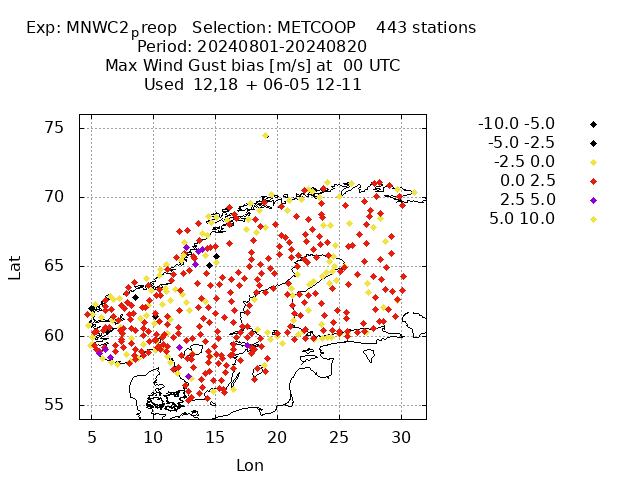 Exp: MNWC2preop Selection: METCOOP 443 stations
Period: 20240801-20240820
Max Wind Gust bias [m/s] at 00 UTC
Used 12,18 + 06-05 12-11
-10.0 -5.0
-5.0 -2.5
-2.5 0.0
0.0 2.5
2.5 5.0
5.0 10.0
75
70
65
60
55
Lat
5 10 15 20 25 30
Lon